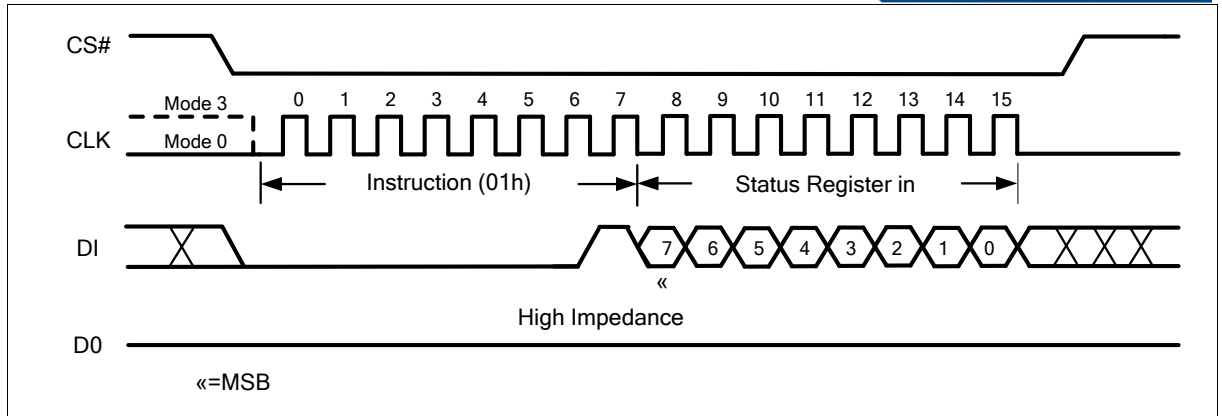 CS#
Mode 3
0 1 2 3 4 5 6 7 8 9 10 11 12 13 14 15
CLK
Mode 0
Instruction (01h)
Status Register in
DI
7 6 5 4 3 2 1 0
«
High Impedance
D0
«=MSB